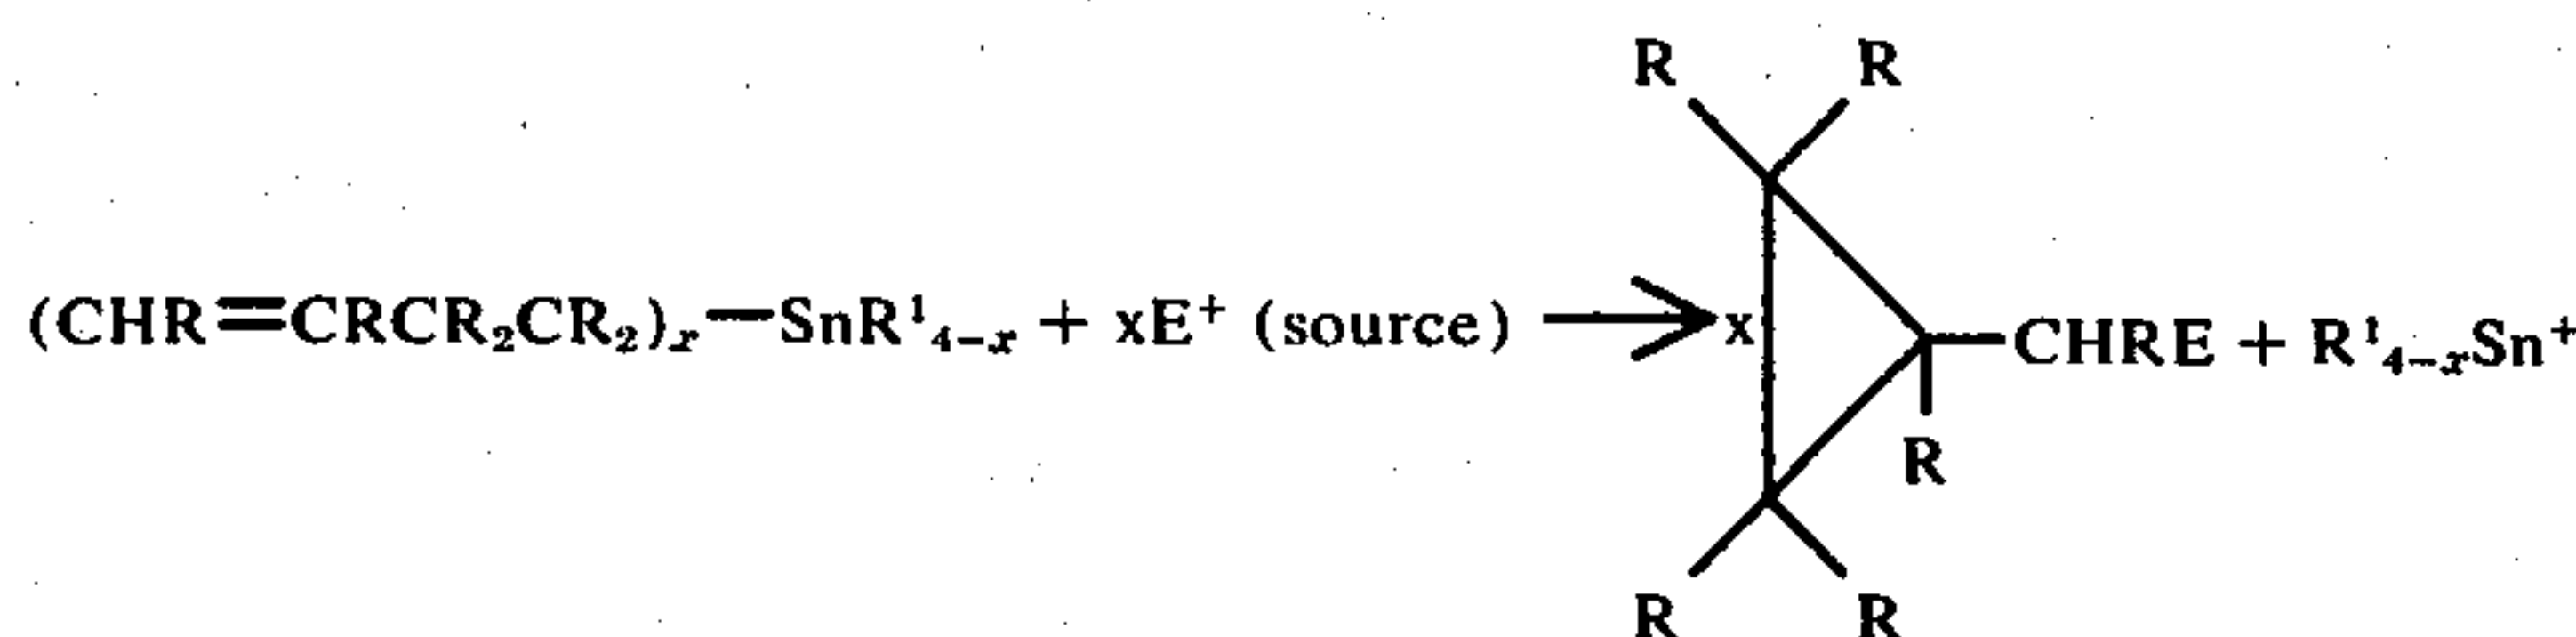 R R
(CHR=CRCR₂CR₂)ₓ—SnR¹₄₋ₓ + xE⁺ (source) → x CHRE + R¹₄₋ₓSn⁺
R
R R